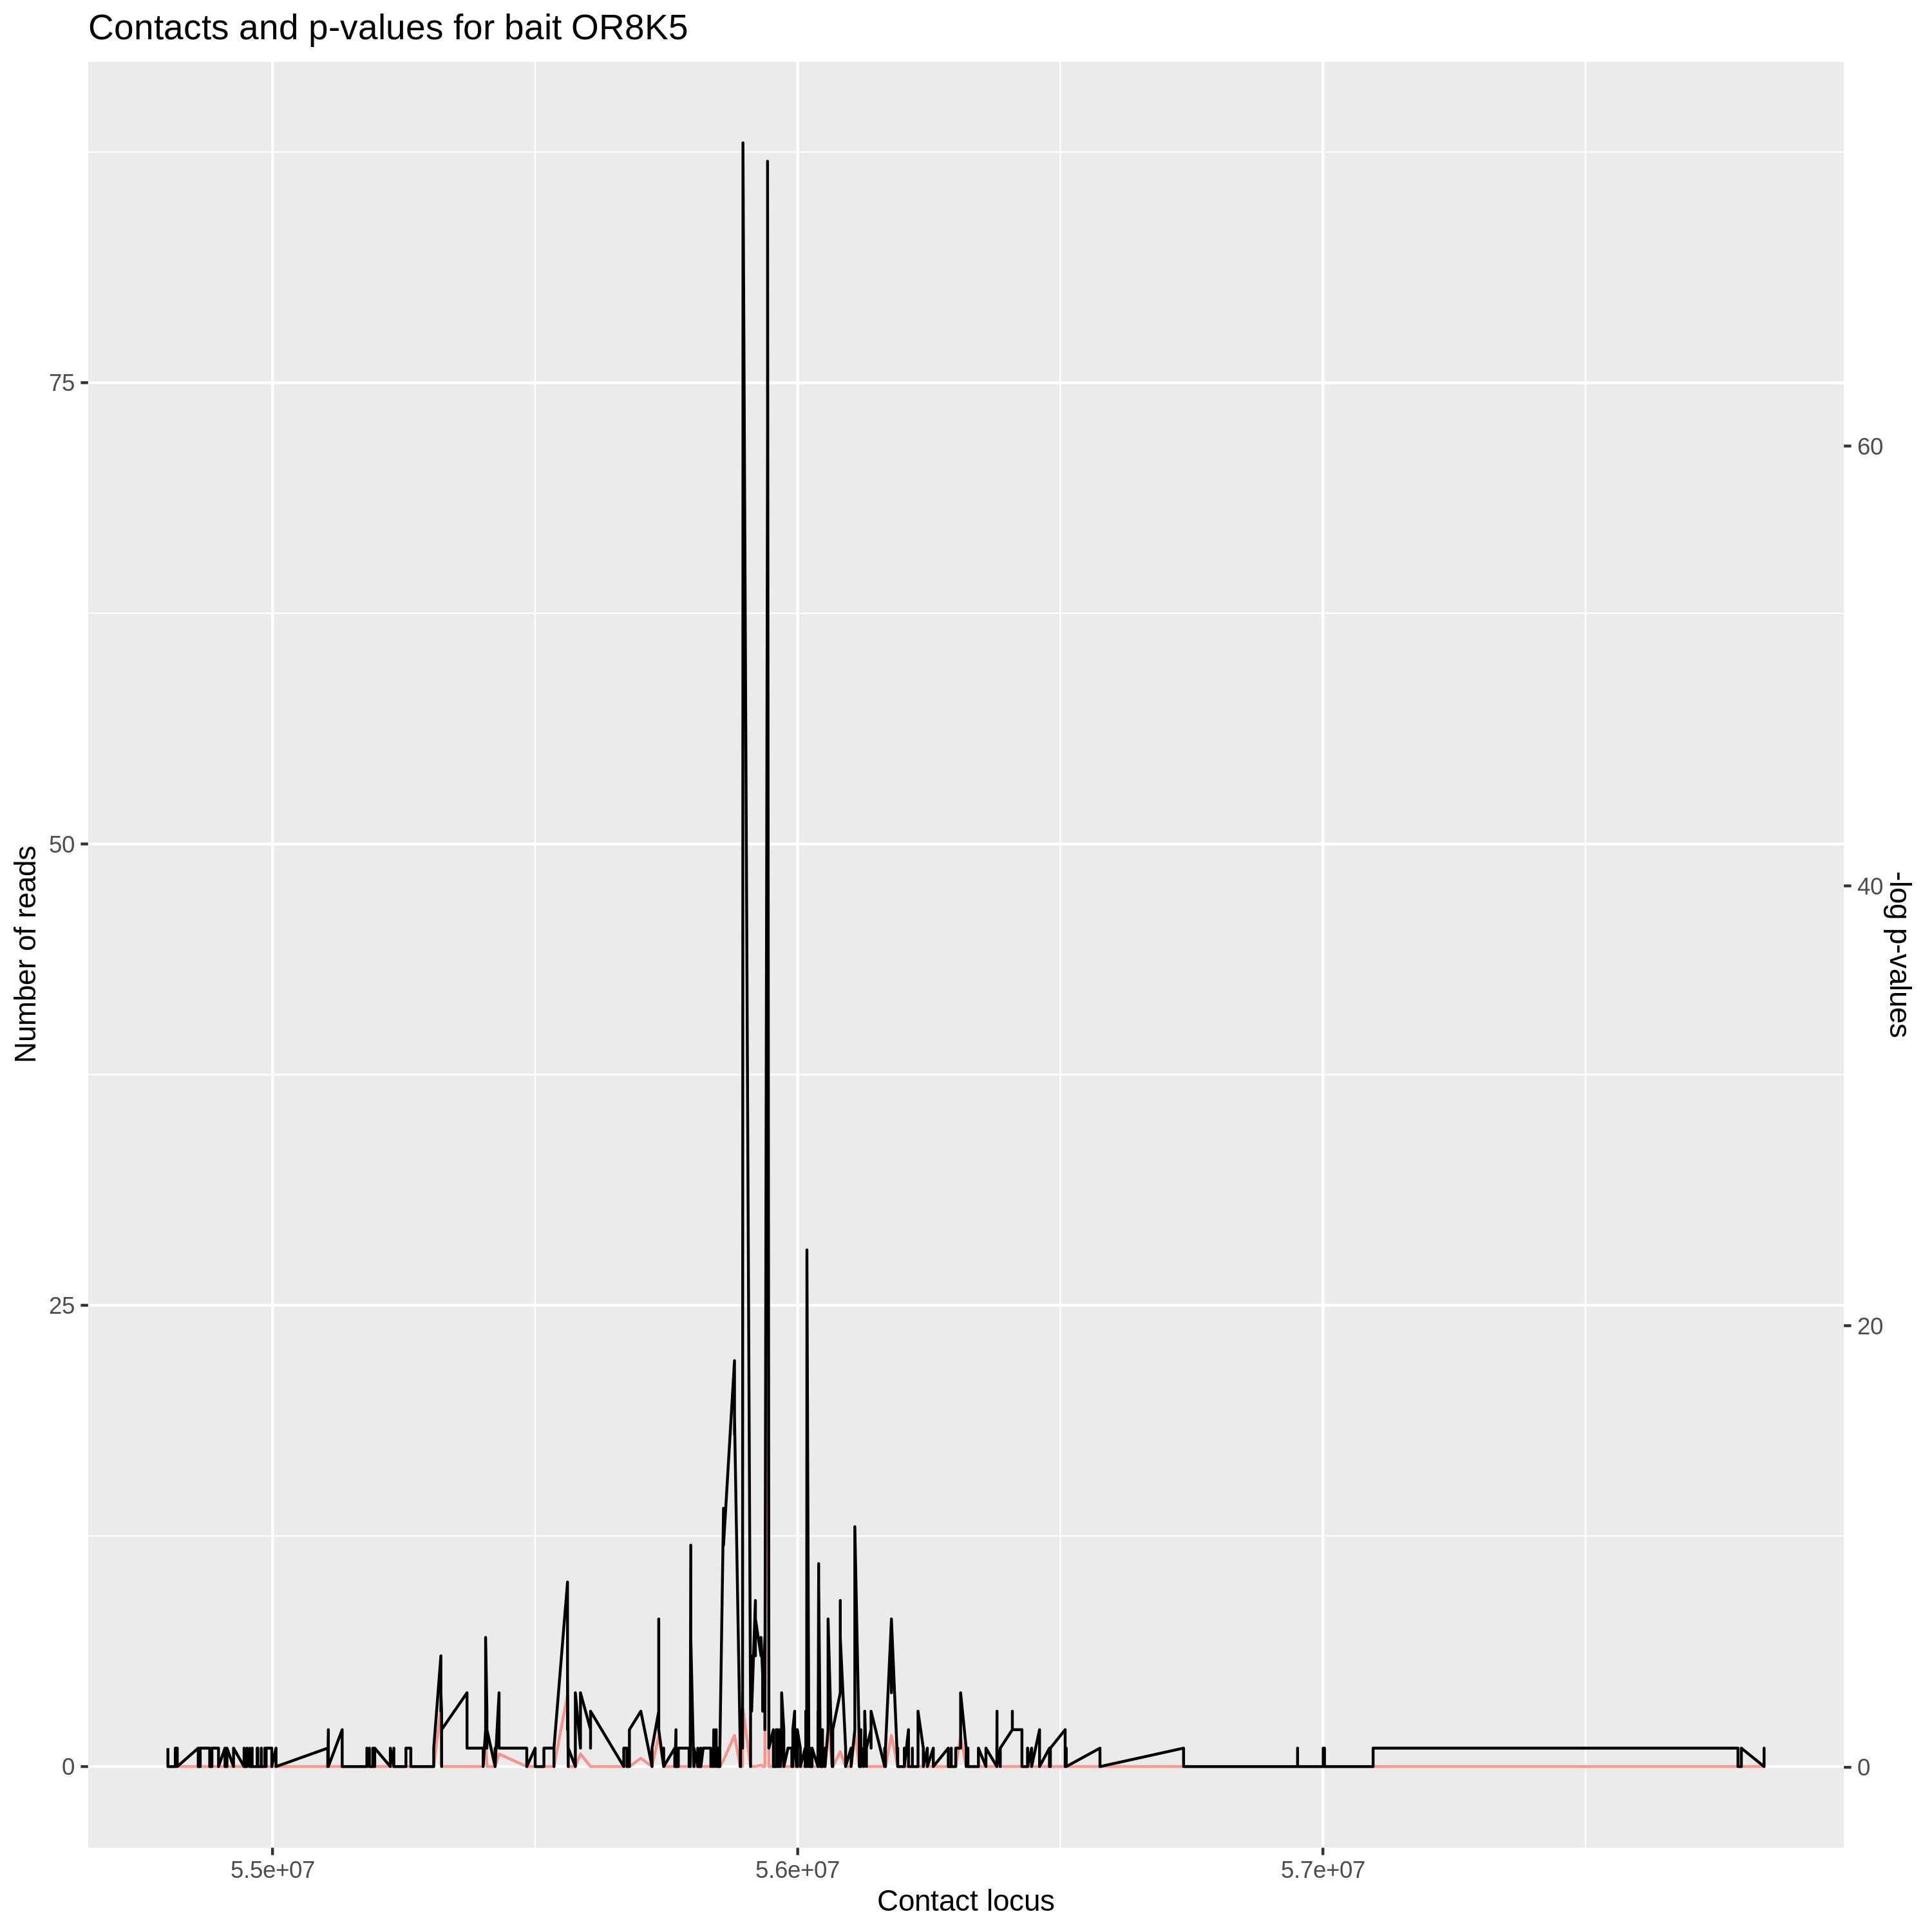 Contacts and p-values for bait OR8K5
75
60
50
40
Number of reads
-log p-values
25
20
0
0
5.5e+07
5.6e+07
5.7e+07
Contact locus